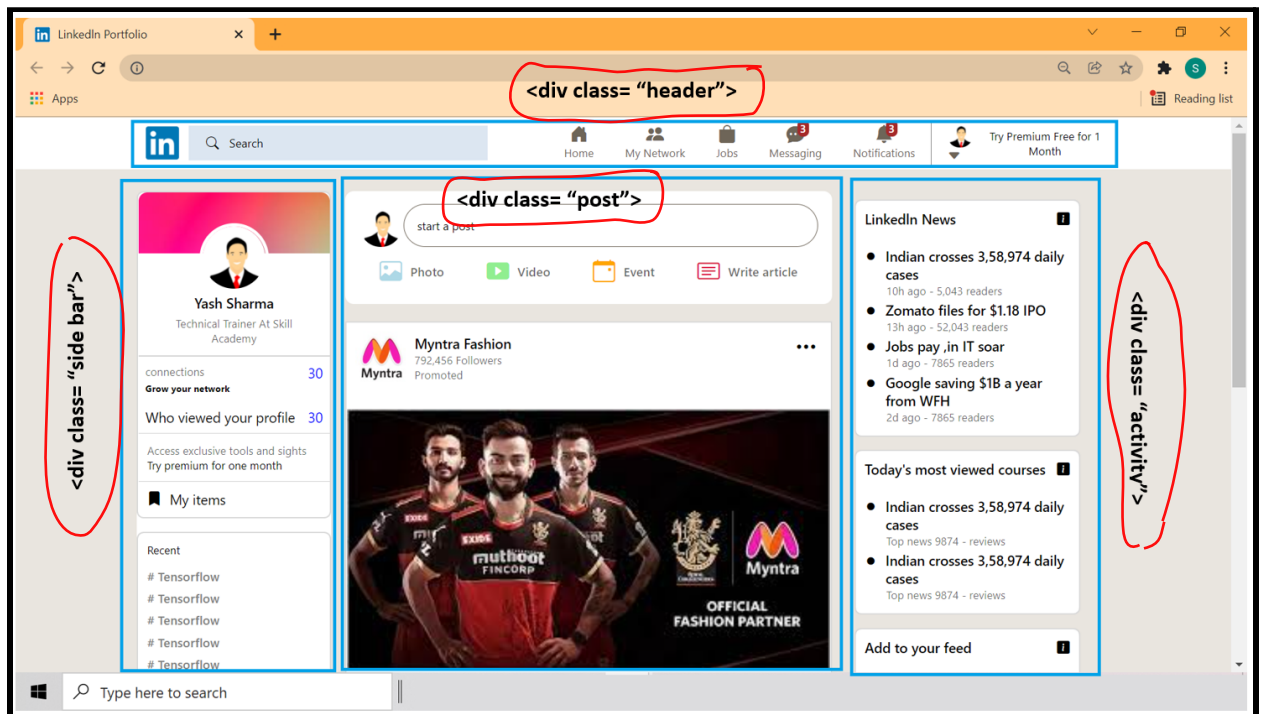 in LinkedIn Portfolio
Apps
Reading list
S
<div class= “header”>
in
Search
Home
My Network
Jobs
3
Messaging
3
Notifications
Try Premium Free for 1
Month
<div class= “side bar”>
Yash Sharma
Technical Trainer At Skill
Academy
connections 30
Grow your network
Who viewed your profile 30
Access exclusive tools and sights
Try premium for one month
My items
Recent
# Tensorflow
# Tensorflow
# Tensorflow
# Tensorflow
# Tensorflow
<div class= “post”>
start a post
Photo
Video
Event
Write article
Myntra Fashion
792,456 Followers
Promoted
Myntra
EXIDE
EXIDE
muthoot
FINCORP
Myntra
OFFICIAL
FASHION PARTNER
LinkedIn News
Indian crosses 3,58,974 daily
cases
10h ago - 5,043 readers
Zomato files for $1.18 IPO
13h ago - 52,043 readers
Jobs pay ,in IT soar
1d ago - 7865 readers
Google saving $1B a year
from WFH
2d ago - 7865 readers
Today's most viewed courses
Indian crosses 3,58,974 daily
cases
Top news 9874 - reviews
Indian crosses 3,58,974 daily
cases
Top news 9874 - reviews
Add to your feed
<div class= “activity”>
Type here to search